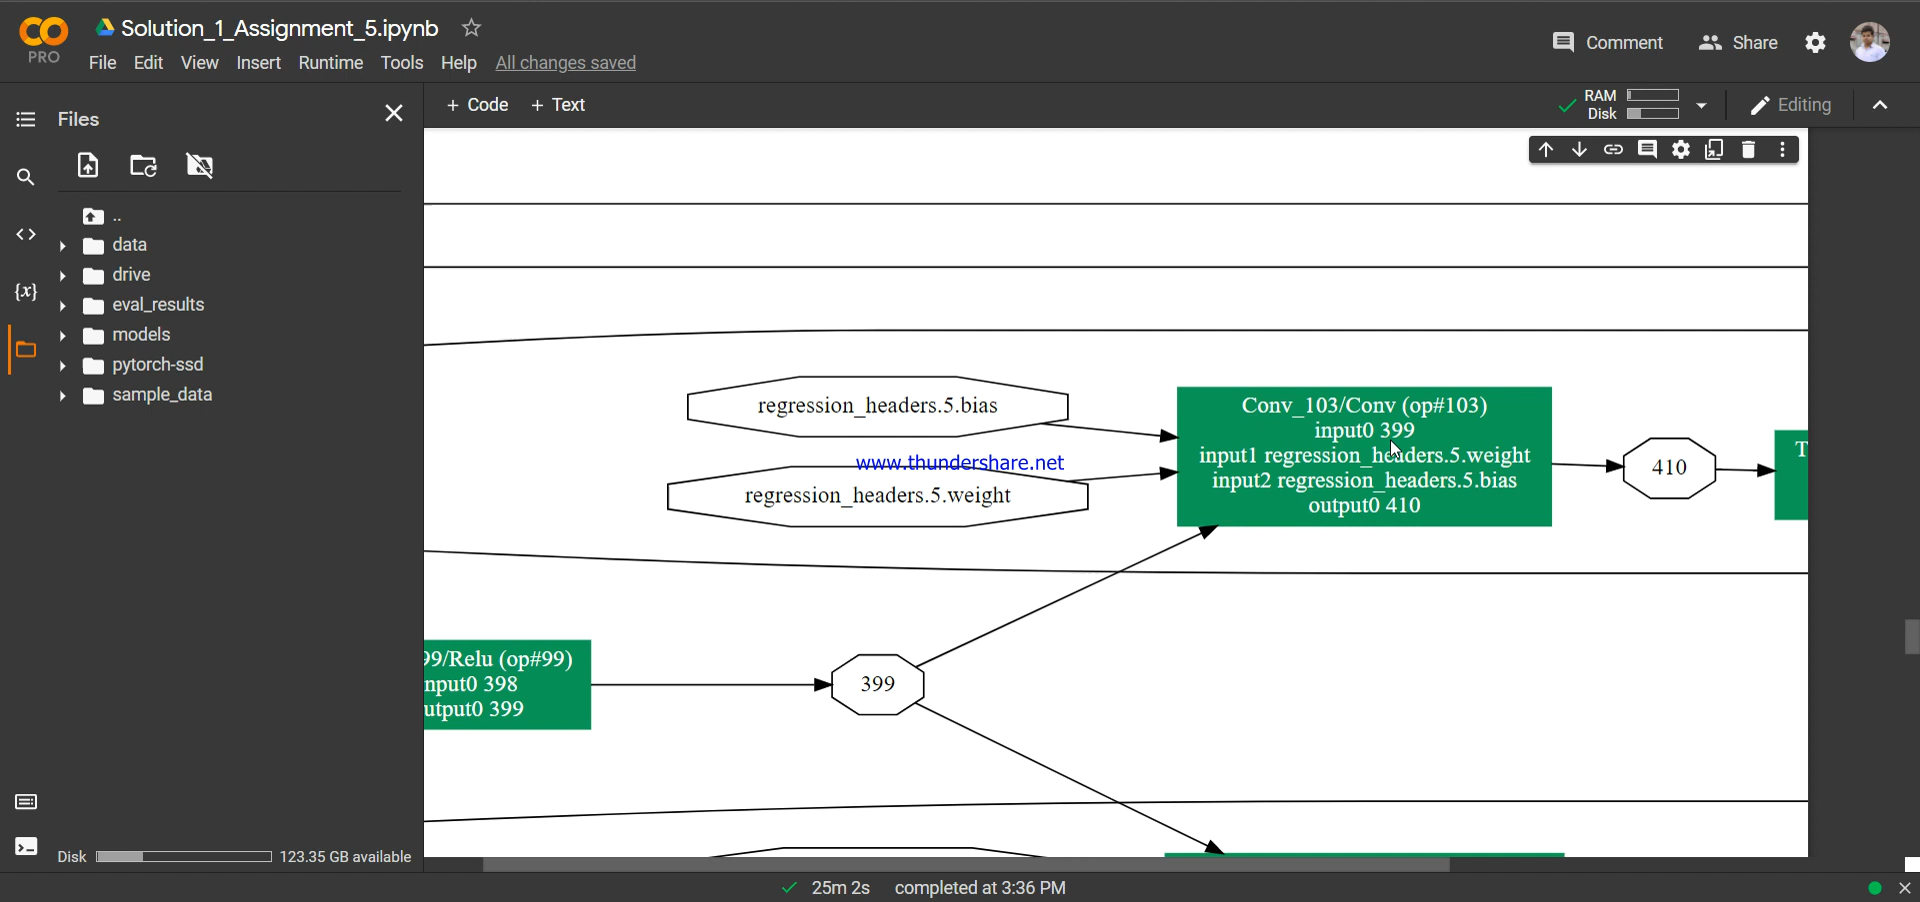 Solution_1_Assignment_5.ipynb
PRO
File Edit View Insert Runtime Tools Help All changes saved
Comment Share
Files
+ Code + Text
RAM
Disk
Editing
..
data
drive
eval_results
models
pytorch-ssd
sample_data
{x}
regression_headers.5.bias
www.thundershare.net
regression_headers.5.weight
Conv_103/Conv (op#103)
input0 399
input1 regression_headers.5.weight
input2 regression_headers.5.bias
output0 410
410
T
99/Relu (op#99)
nput0 398
utput0 399
399
Disk 123.35 GB available
25m 2s completed at 3:36 PM